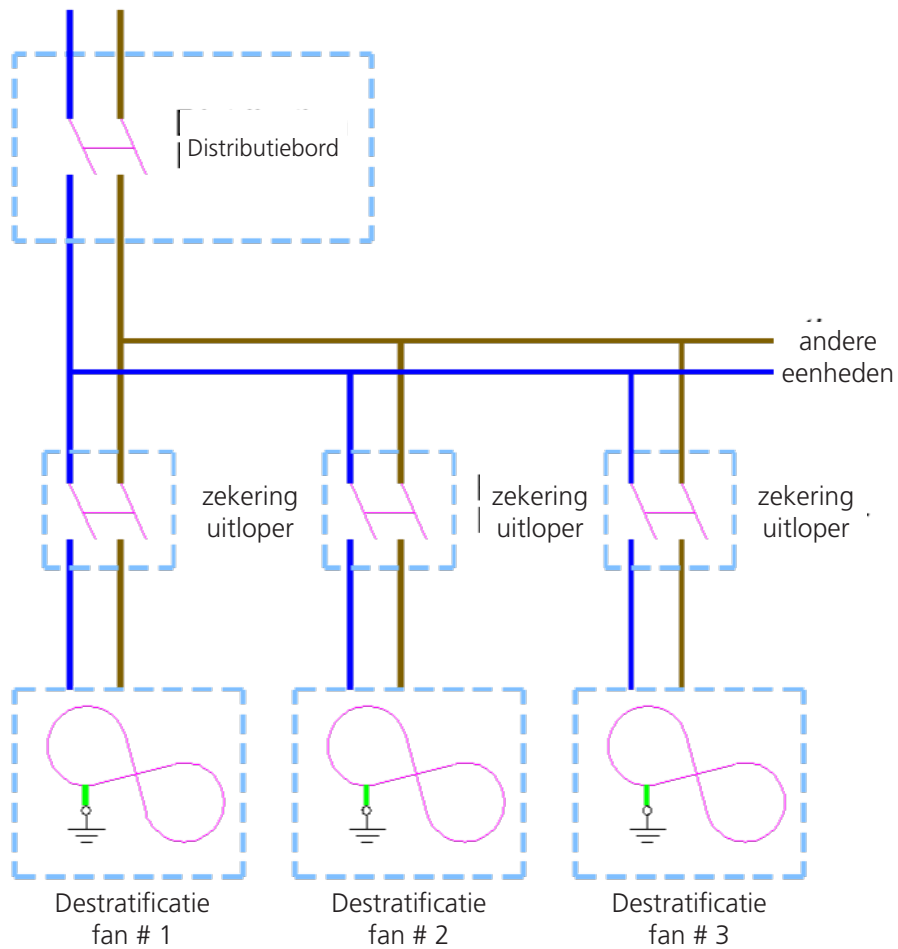 Distributiebord
andere
eenheden
zekering
uitloper
zekering
uitloper
zekering
uitloper
Destratificatie
fan # 1
Destratificatie
fan # 2
Destratificatie
fan # 3